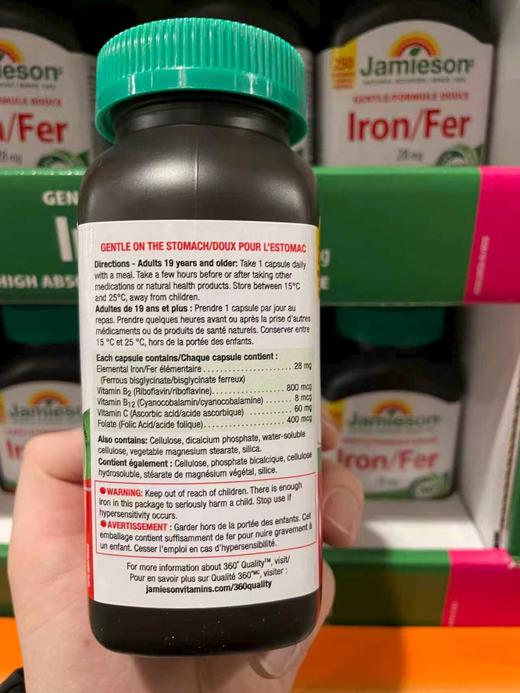 Jamieson
GENTLE FORMULE DOUCE
Iron/Fer
28 mg
GENTLE ON THE STOMACH/DOUX POUR L'ESTOMAC
Directions - Adults 19 years and older: Take 1 capsule daily
with a meal. Take a few hours before or after taking other
medications or natural health products. Store between 15°C
and 25°C, away from children.
Adultes de 19 ans et plus : Prendre 1 capsule par jour au
repas. Prendre quelques heures avant ou après la prise d'autres
médicaments ou de produits de santé naturels. Conserver entre
15 °C et 25 °C, hors de la portée des enfants.
Each capsule contains/Chaque capsule contient :
Elemental Iron/Fer élémentaire .................... 28 mg
(Ferrous bisglycinate/bisglycinate ferreux)
Vitamin B2 (Riboflavin/riboflavine) .................... 800 mcg
Vitamin B12 (Cyanocobalamin/cyanocobalamine) ........ 8 mcg
Vitamin C (Ascorbic acid/acide ascorbique) ............ 60 mg
Folate (Folic Acid/acide folique) .................... 400 mcg
Also contains: Cellulose, dicalcium phosphate, water-soluble
cellulose, vegetable magnesium stearate, silica.
Contient également : Cellulose, phosphate bicalcique, cellulose
hydrosoluble, stéarate de magnésium végétal, silice.
WARNING: Keep out of reach of children. There is enough
iron in this package to seriously harm a child. Stop use if
hypersensitivity occurs.
AVERTISSEMENT : Garder hors de la portée des enfants. Cet
emballage contient suffisamment de fer pour nuire gravement à
un enfant. Cesser l'emploi en cas d'hypersensibilité.
For more information about 360° Quality™, visit/
Pour en savoir plus sur Qualité 360°MC, visiter :
jamiesonvitamins.com/360quality
ieson
/Fer
GEN
HIGH ABS
Jamieson
Iron/Fer